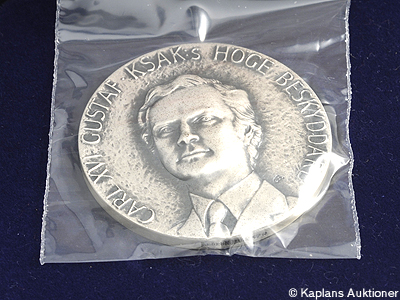 CARL XVI GUSTAF KSAK:s HÖGE BESKYDDARE
© Kaplans Auktioner